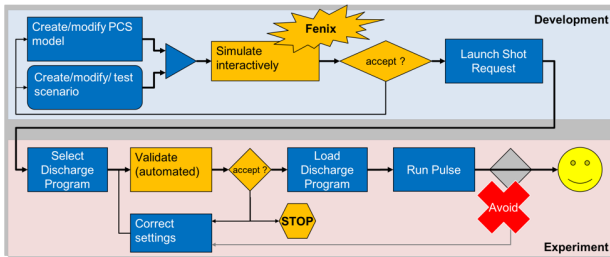 Development
Create/modify PCS
model
Create/modify/ test
scenario
Fenix
Simulate
interactively
accept ?
Launch Shot
Request
Select
Discharge
Program
Validate
(automated)
accept ?
Load
Discharge
Program
Run Pulse
Correct
settings
STOP
Avoid
Experiment